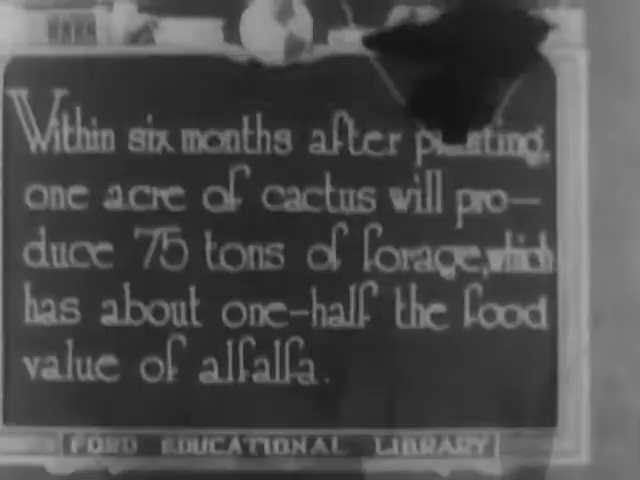 Within six months after planting,
one acre of cactus will pro-
duce 75 tons of forage, which
has about one-half the food
value of alfalfa.
FORD EDUCATIONAL LIBRARY